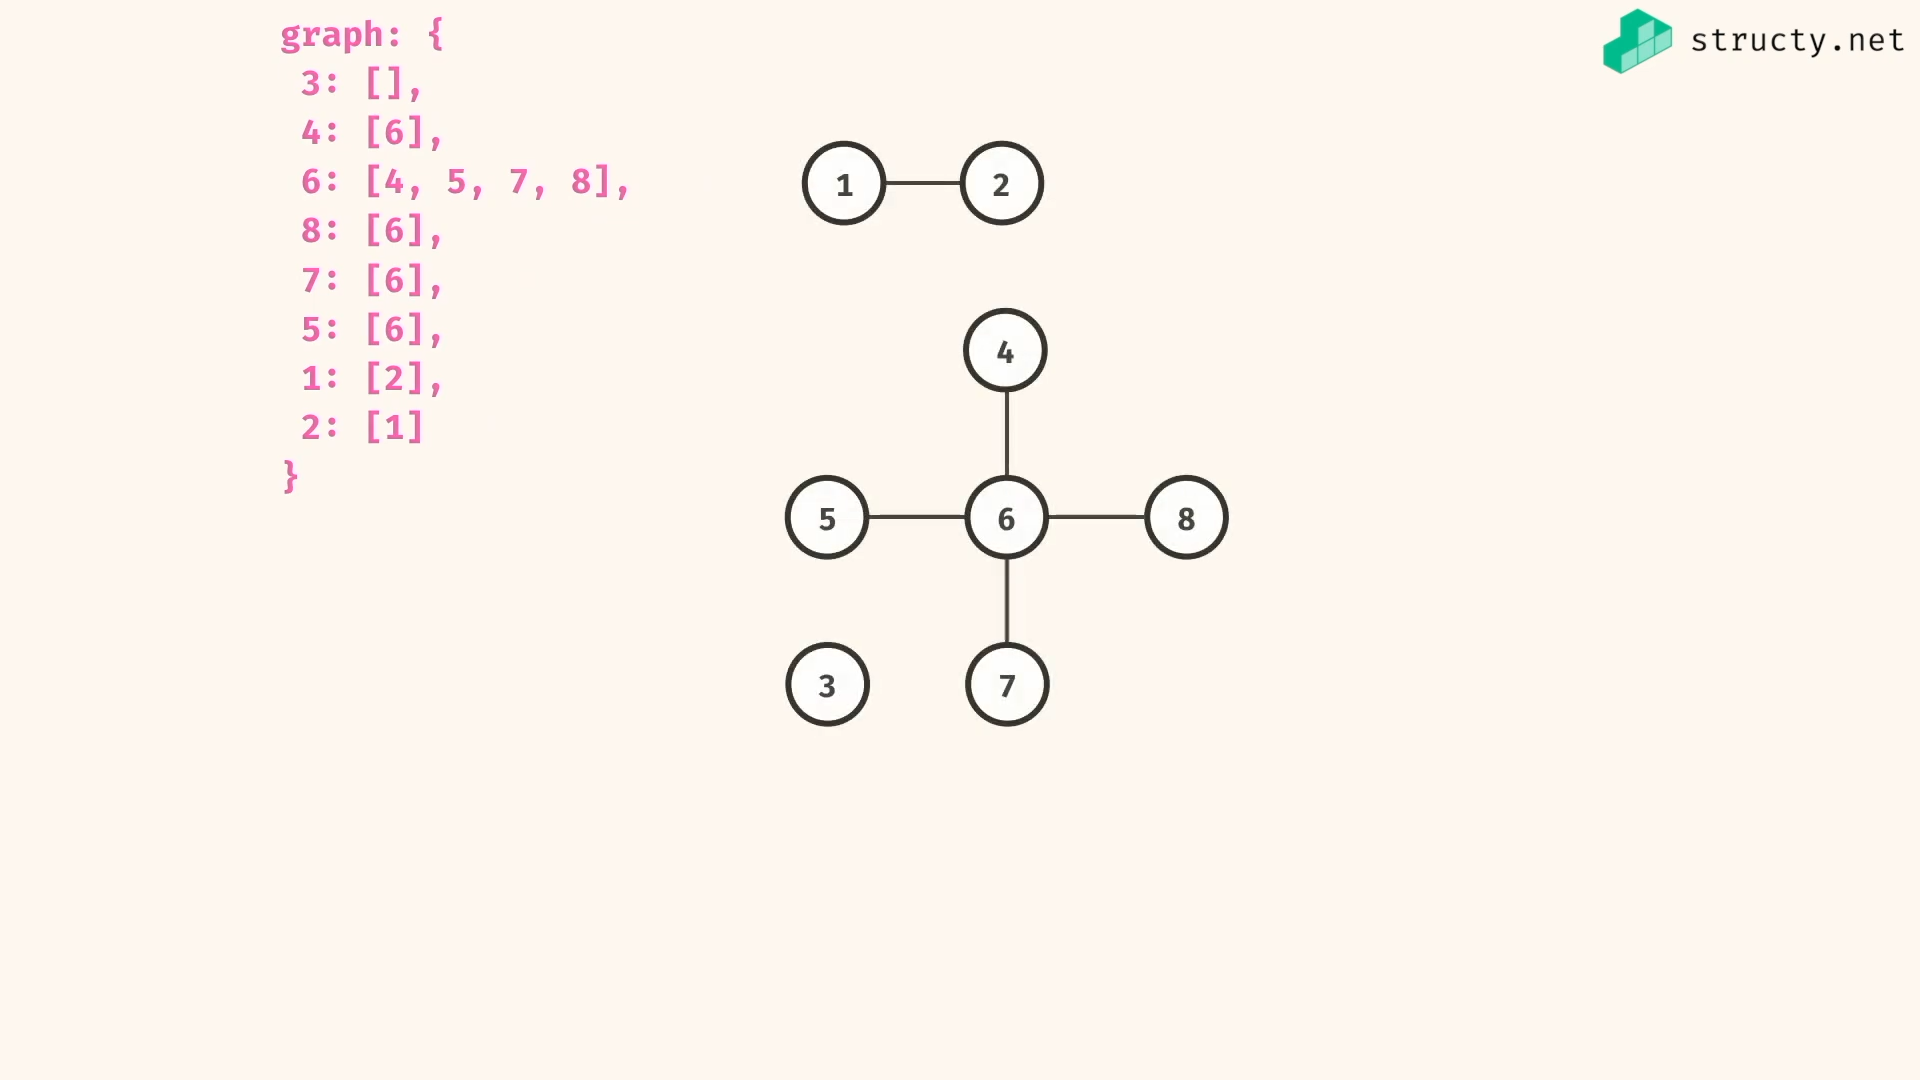 graph: {
3: [],
4: [6],
6: [4, 5, 7, 8],
8: [6],
7: [6],
5: [6],
1: [2],
2: [1]
}
structy.net
1 2
4
5 6 8
3 7